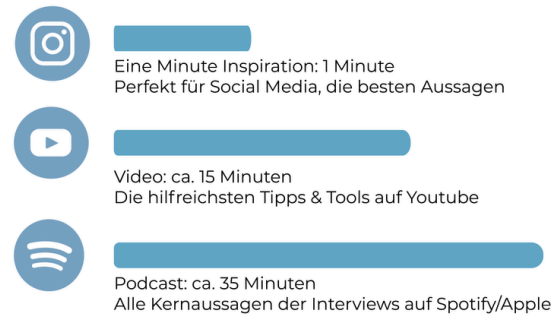 Eine Minute Inspiration: 1 Minute
Perfekt für Social Media, die besten Aussagen
Video: ca. 15 Minuten
Die hilfreichsten Tipps & Tools auf Youtube
Podcast: ca. 35 Minuten
Alle Kernaussagen der Interviews auf Spotify/Apple